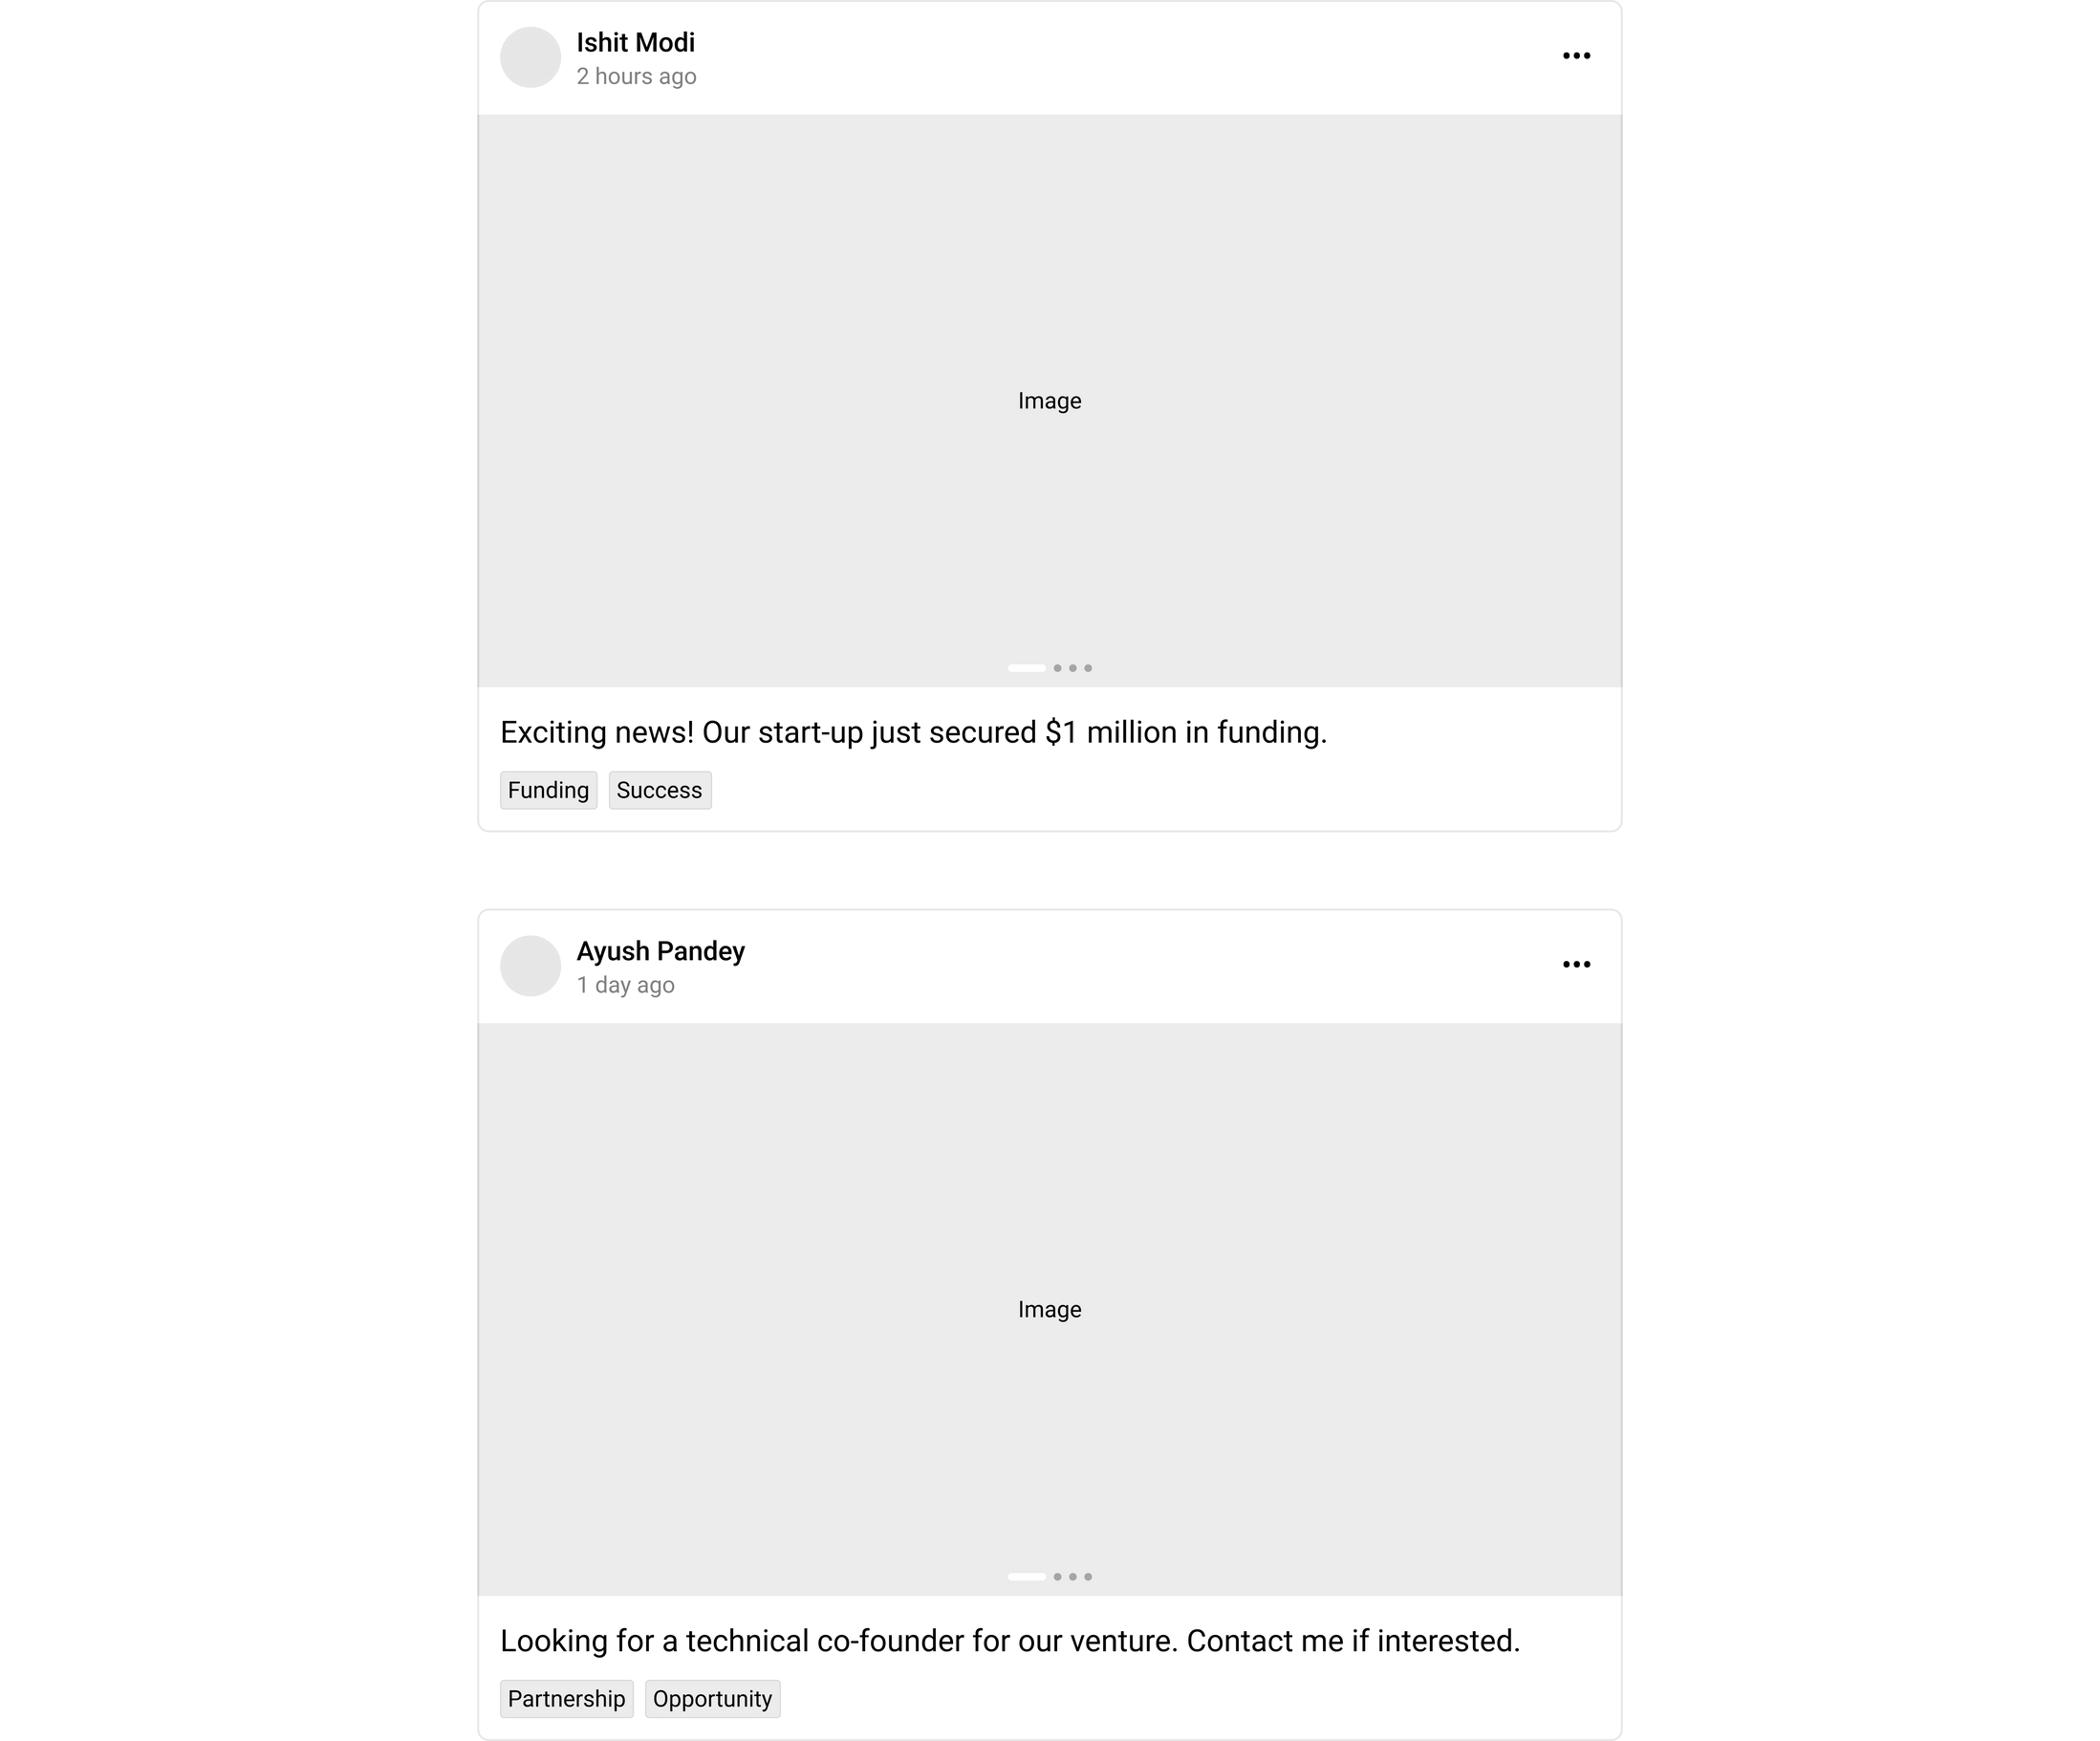 Ishit Modi
2 hours ago
Image
Exciting news! Our start-up just secured $1 million in funding.
Funding Success
Ayush Pandey
1 day ago
Image
Looking for a technical co-founder for our venture. Contact me if interested.
Partnership Opportunity